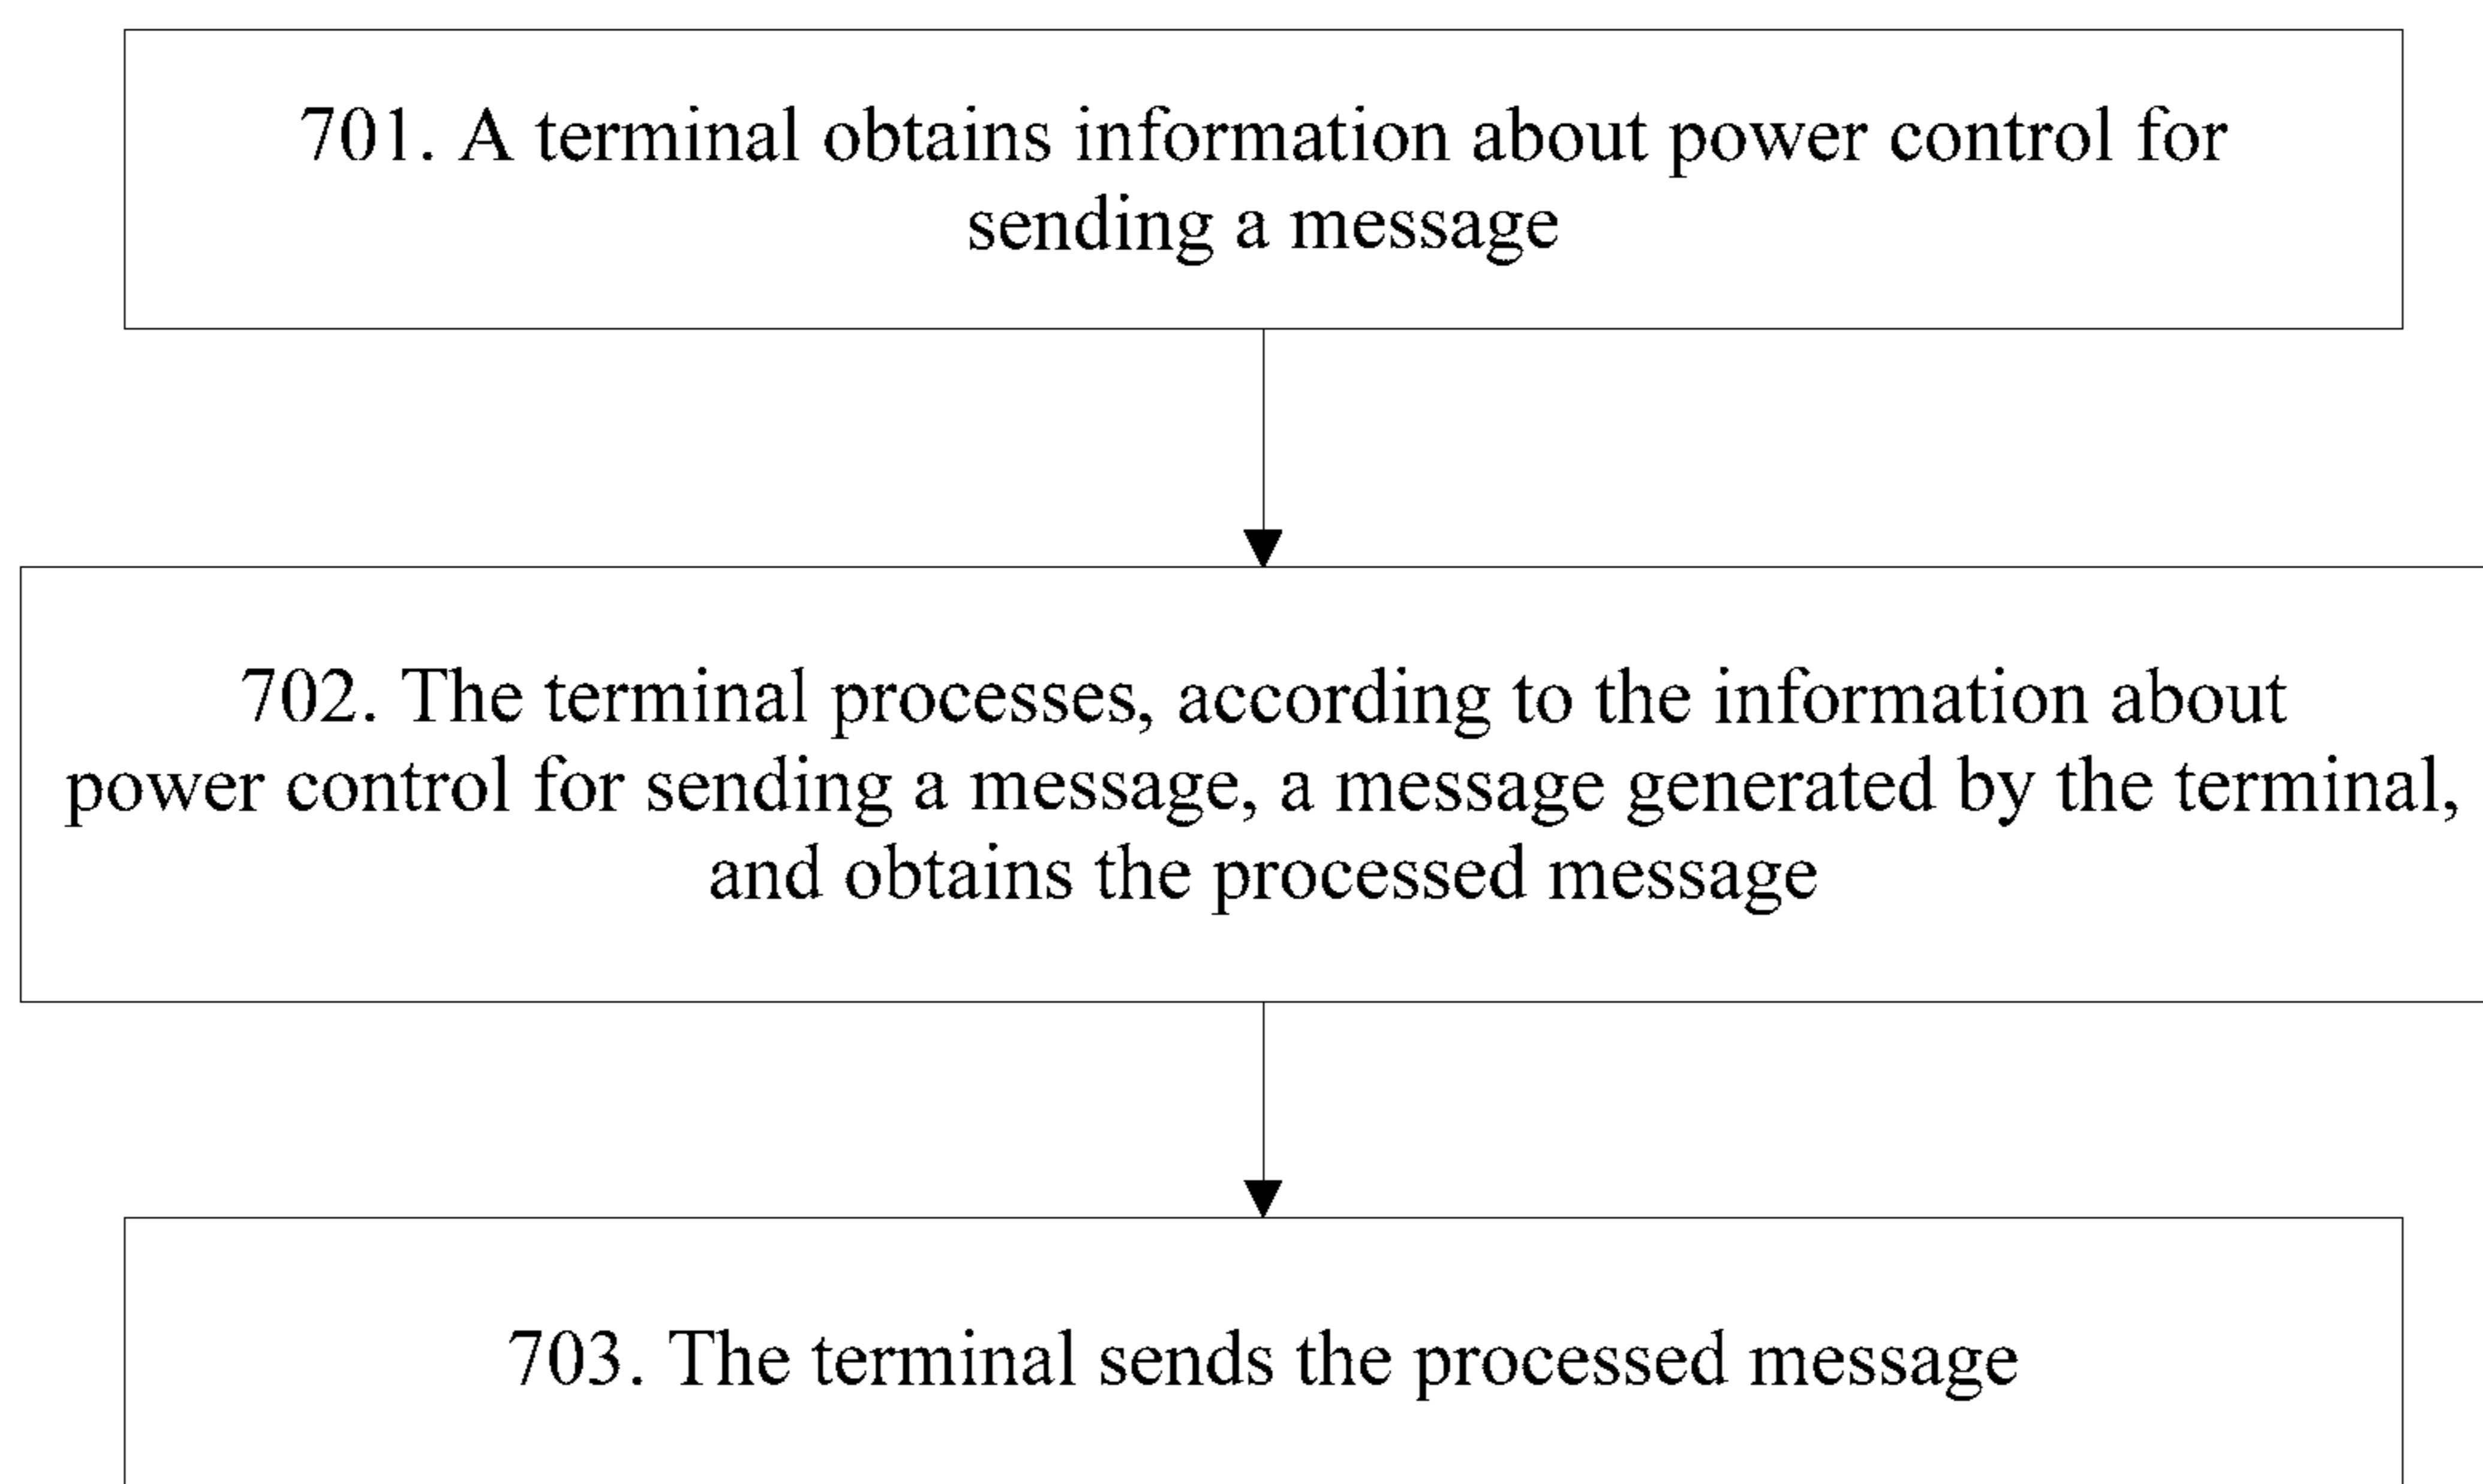 701. A terminal obtains information about power control for
sending a message
702. The terminal processes, according to the information about
power control for sending a message, a message generated by the terminal,
and obtains the processed message
703. The terminal sends the processed message